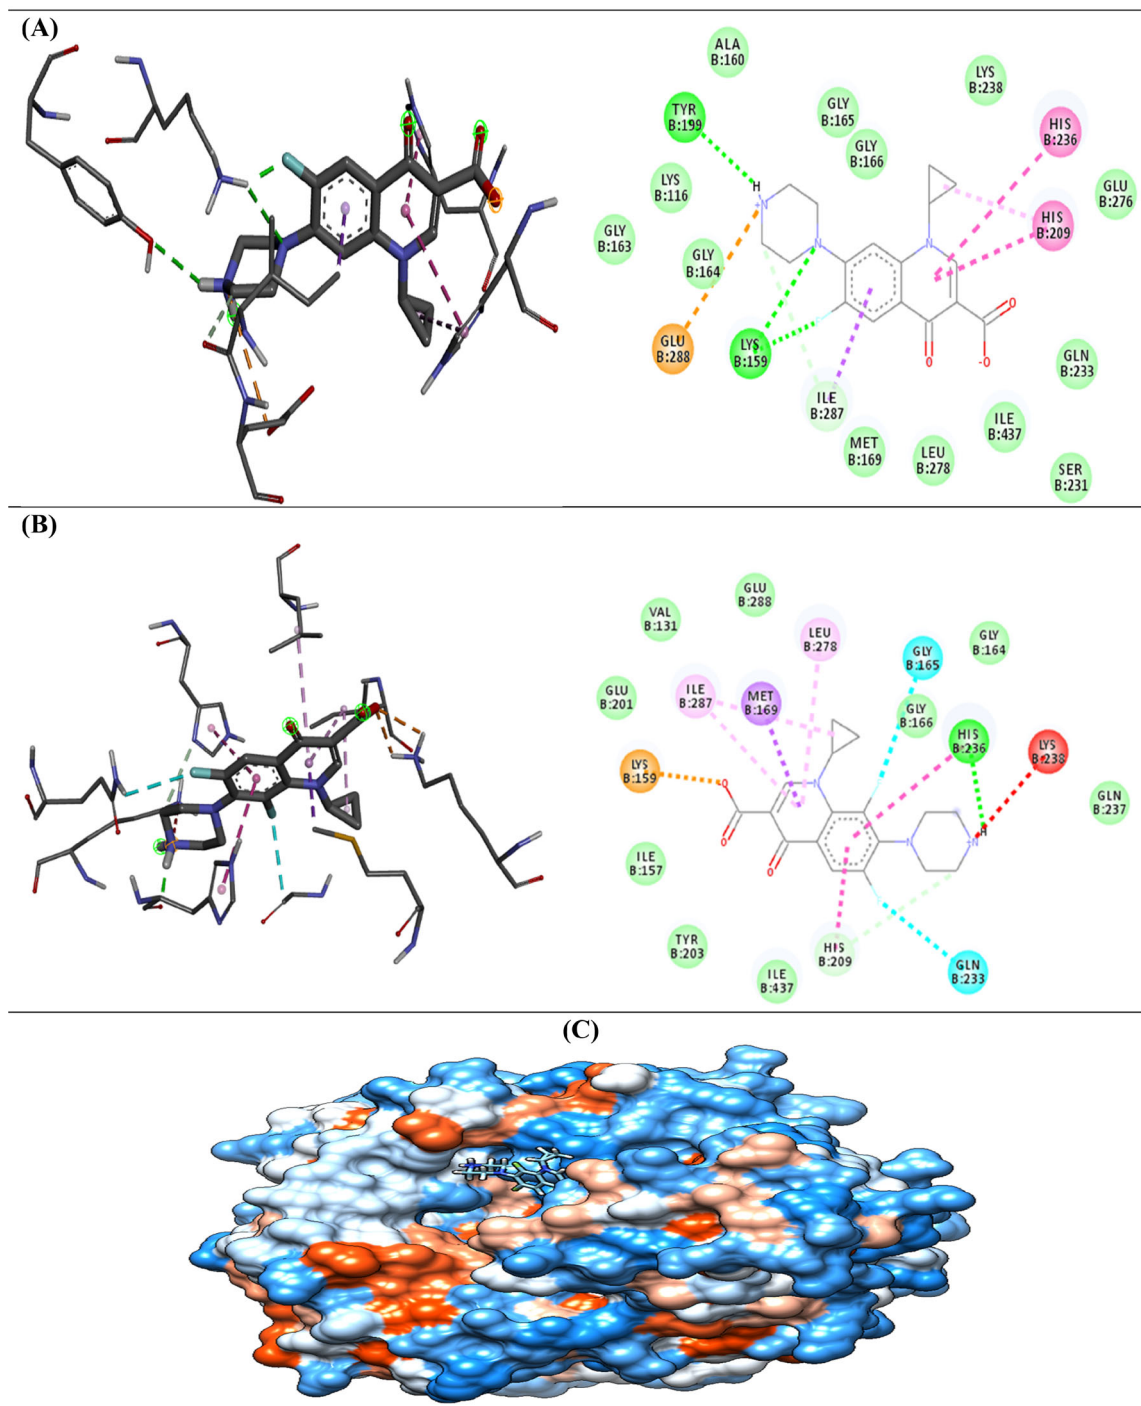 (A)
ALA
B:160
LYS
B:238
TYR
B:199
GLY
B:165
HIS
B:236
GLY
B:166
LYS
B:116
GLU
B:276
H
N
+
HIS
B:209
GLY
B:163
GLY
B:164
N
N
O
GLU
B:288
LYS
B:159
O
-O
GLN
B:233
ILE
B:287
ILE
B:437
MET
B:169
LEU
B:278
SER
B:231
(B)
GLU
B:288
VAL
B:131
LEU
B:278
GLY
B:165
GLY
B:164
GLU
B:201
ILE
B:287
MET
B:169
GLY
B:166
HIS
B:236
LYS
B:238
LYS
B:159
-O
N
GLN
B:237
H
O
O
N
+N
ILE
B:157
TYR
B:203
HIS
B:209
ILE
B:437
GLN
B:233
(C)